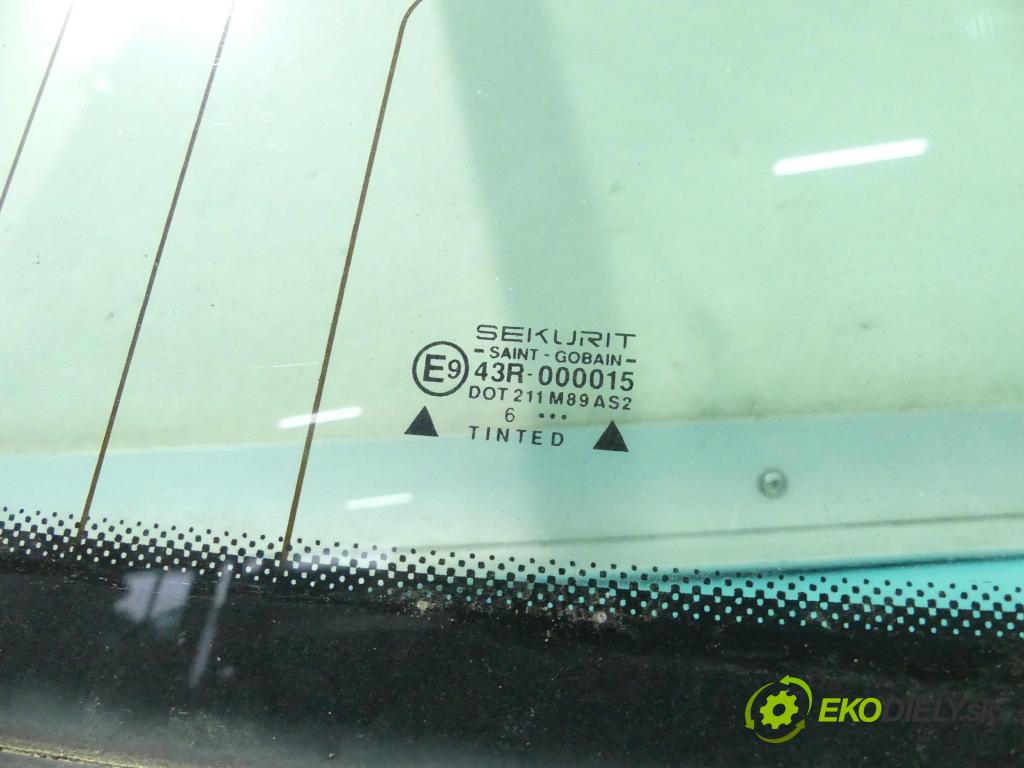 SEKURIT
- SAINT - GOBAIN -
E9 43R-000015
DOT 211 M89 AS2
6 •••
TINTED
EKODIELY.sk